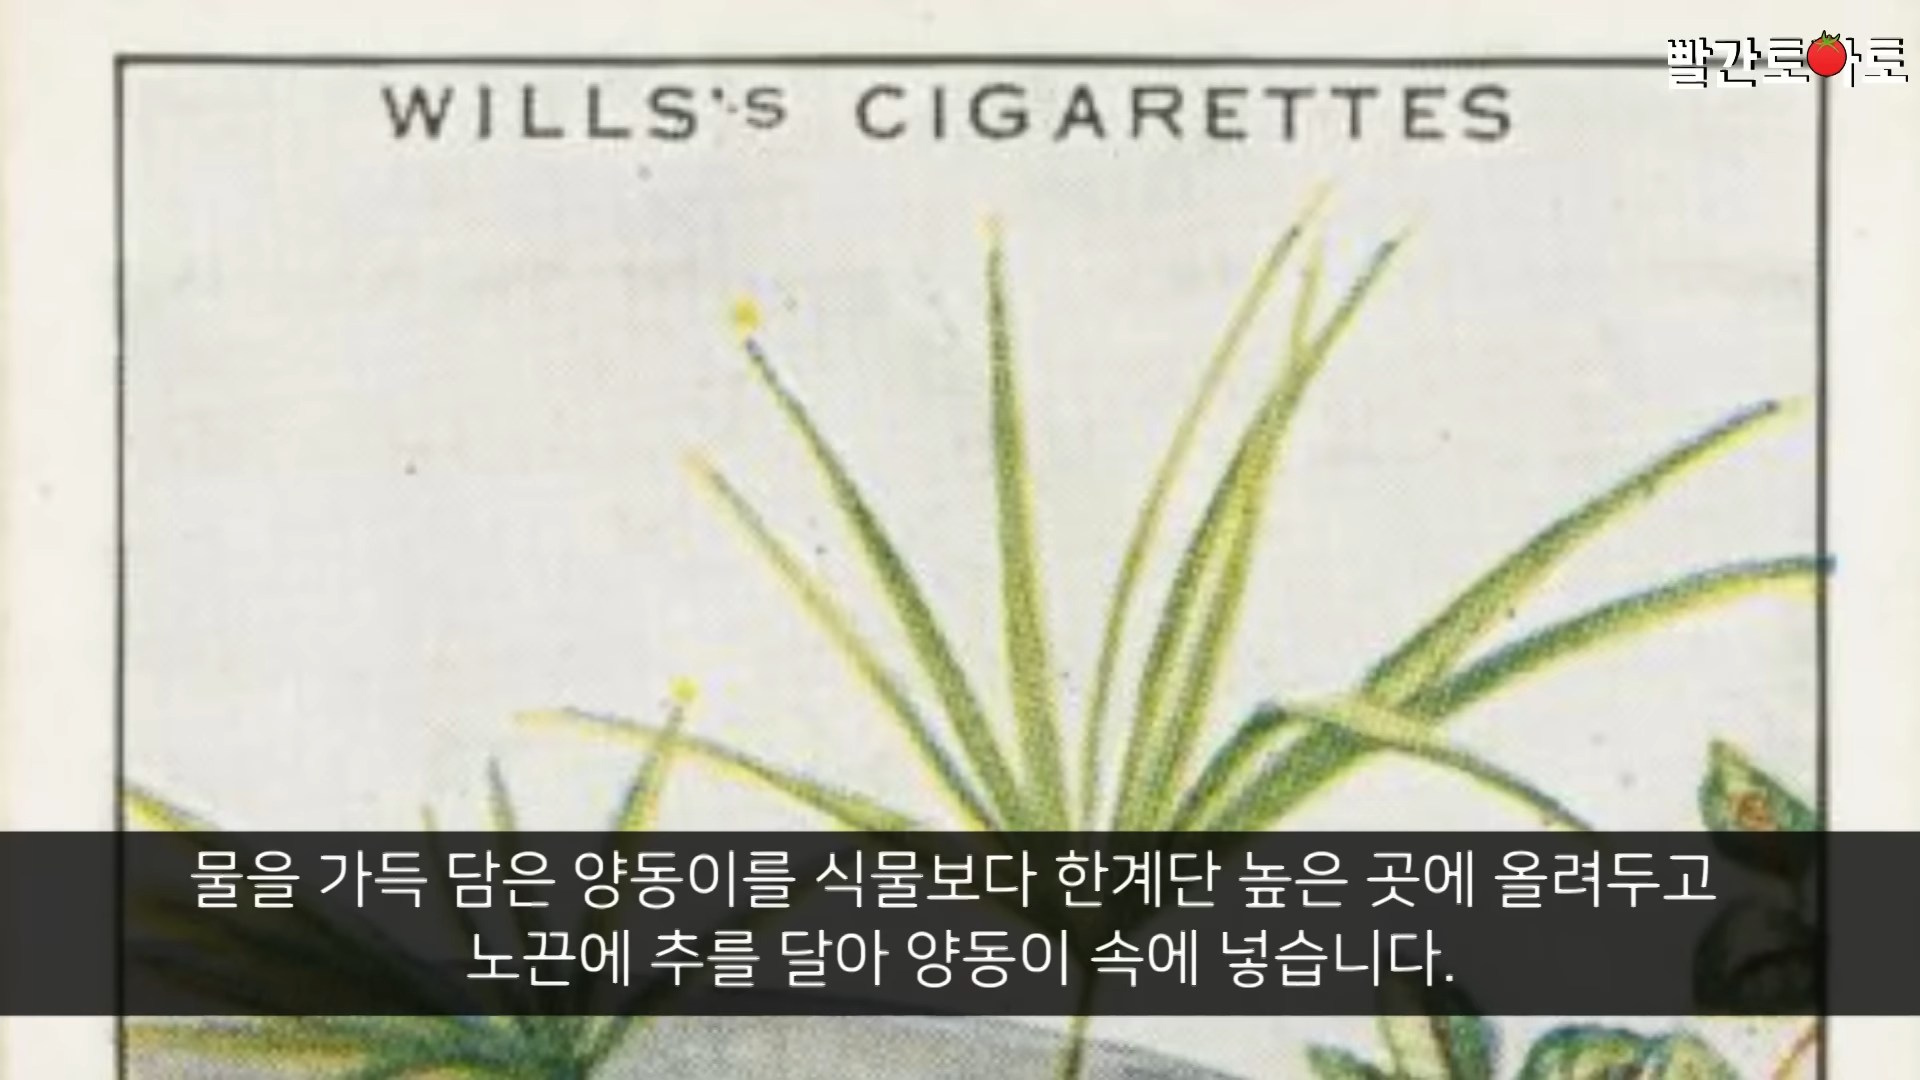 빨간토마토
WILL'S'S CIGARETTES
물을 가득 담은 양동이를 식물보다 한계단 높은 곳에 올려두고
노끈에 추를 달아 양동이 속에 넣습니다.